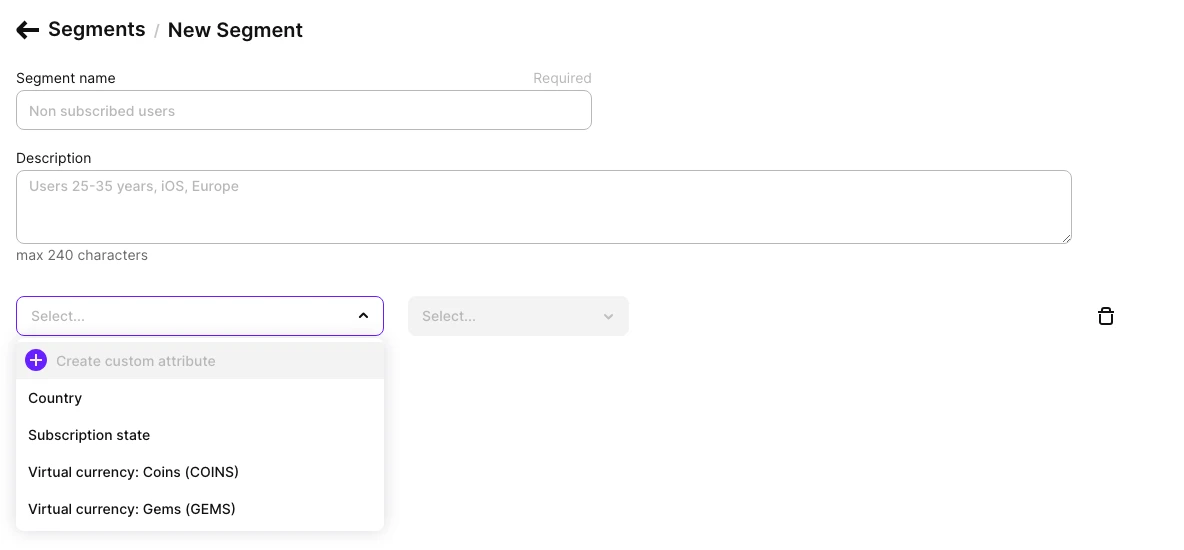 Segments / New Segment
Segment name Required
Non subscribed users
Description
Users 25-35 years, iOS, Europe
max 240 characters
Select... Select...
Create custom attribute
Country
Subscription state
Virtual currency: Coins (COINS)
Virtual currency: Gems (GEMS)